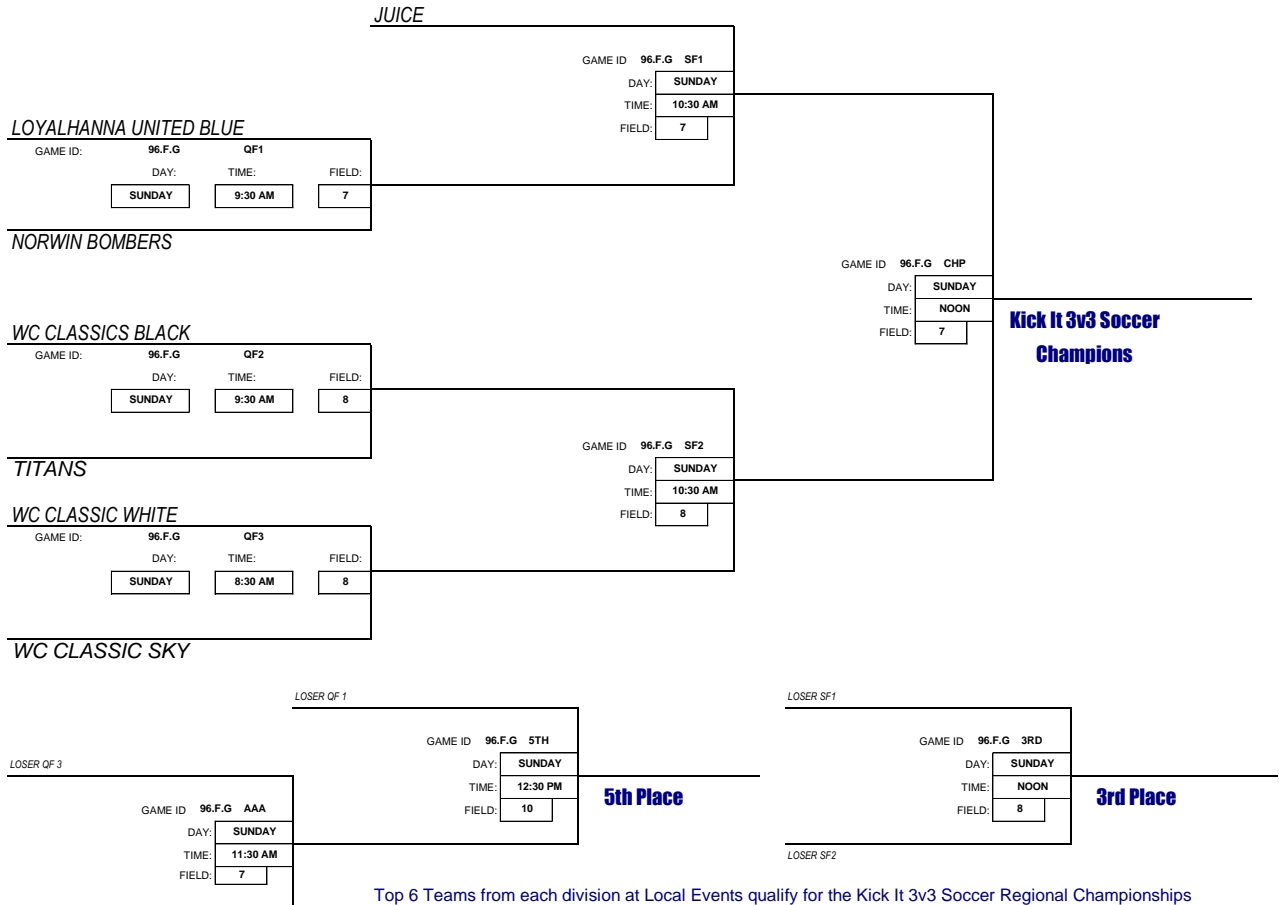 JUICE
GAME ID 96.F.G SF1
DAY: SUNDAY
TIME: 10:30 AM
FIELD: 7
LOYALHANNA UNITED BLUE
GAME ID: 96.F.G QF1
DAY: TIME: FIELD:
SUNDAY 9:30 AM 7
NORWIN BOMBERS
GAME ID 96.F.G CHP
DAY: SUNDAY
TIME: NOON
FIELD: 7
Kick It 3v3 Soccer
Champions
WC CLASSICS BLACK
GAME ID: 96.F.G QF2
DAY: TIME: FIELD:
SUNDAY 9:30 AM 8
TITANS
GAME ID 96.F.G SF2
DAY: SUNDAY
TIME: 10:30 AM
FIELD: 8
WC CLASSIC WHITE
GAME ID: 96.F.G QF3
DAY: TIME: FIELD:
SUNDAY 8:30 AM 8
WC CLASSIC SKY
LOSER QF 1
GAME ID 96.F.G 5TH
DAY: SUNDAY
TIME: 12:30 PM
FIELD: 10
5th Place
LOSER SF1
GAME ID 96.F.G 3RD
DAY: SUNDAY
TIME: NOON
FIELD: 8
3rd Place
LOSER SF2
LOSER QF 3
GAME ID 96.F.G AAA
DAY: SUNDAY
TIME: 11:30 AM
FIELD: 7
Top 6 Teams from each division at Local Events qualify for the Kick It 3v3 Soccer Regional Championships